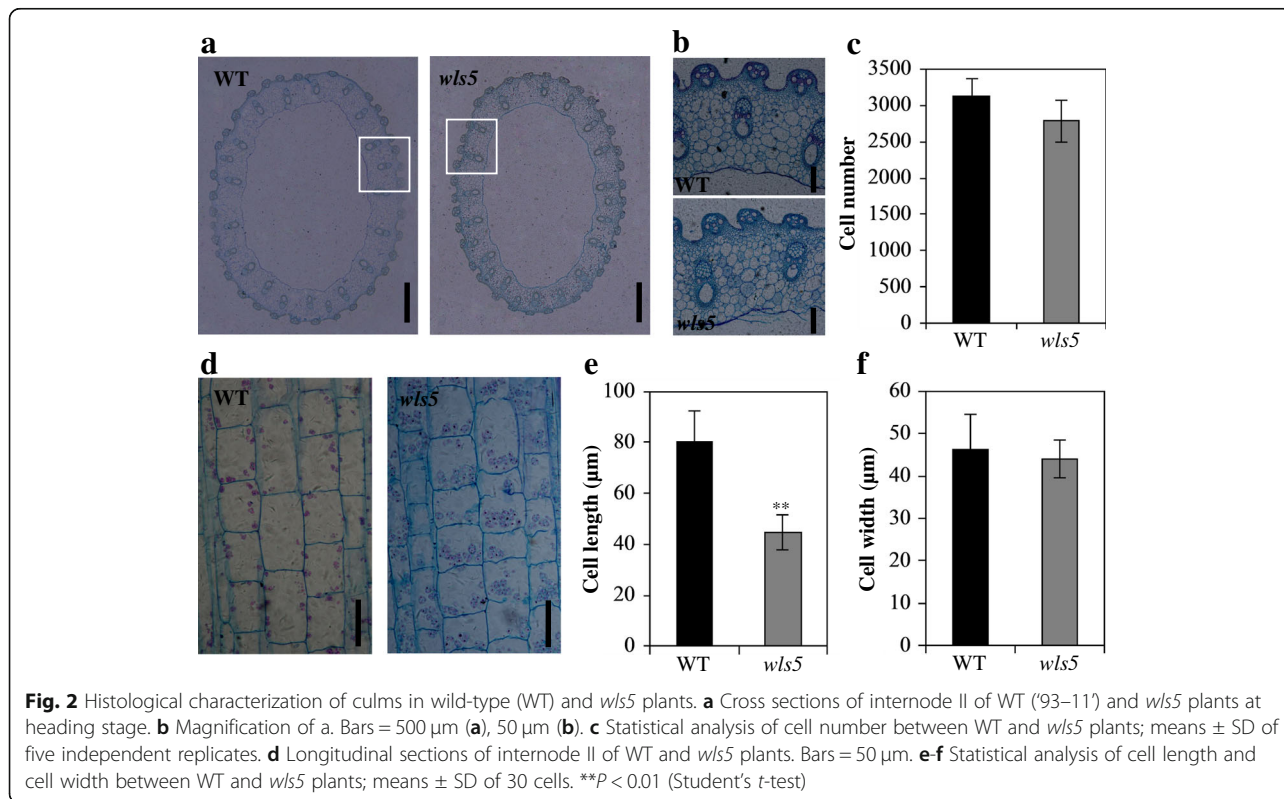 a
WT
wls5
b
WT
wls5
c
Cell number
3500
3000
2500
2000
1500
1000
500
0
WT
wls5
d
WT
wls5
e
Cell length (µm)
100
80
60
40
20
0
**
WT
wls5
f
Cell width (µm)
60
50
40
30
20
10
0
WT
wls5
Fig. 2 Histological characterization of culms in wild-type (WT) and wls5 plants. a Cross sections of internode II of WT (‘93–11’) and wls5 plants at
heading stage. b Magnification of a. Bars = 500 µm (a), 50 µm (b). c Statistical analysis of cell number between WT and wls5 plants; means ± SD of
five independent replicates. d Longitudinal sections of internode II of WT and wls5 plants. Bars = 50 µm. e-f Statistical analysis of cell length and
cell width between WT and wls5 plants; means ± SD of 30 cells. **P < 0.01 (Student’s t-test)